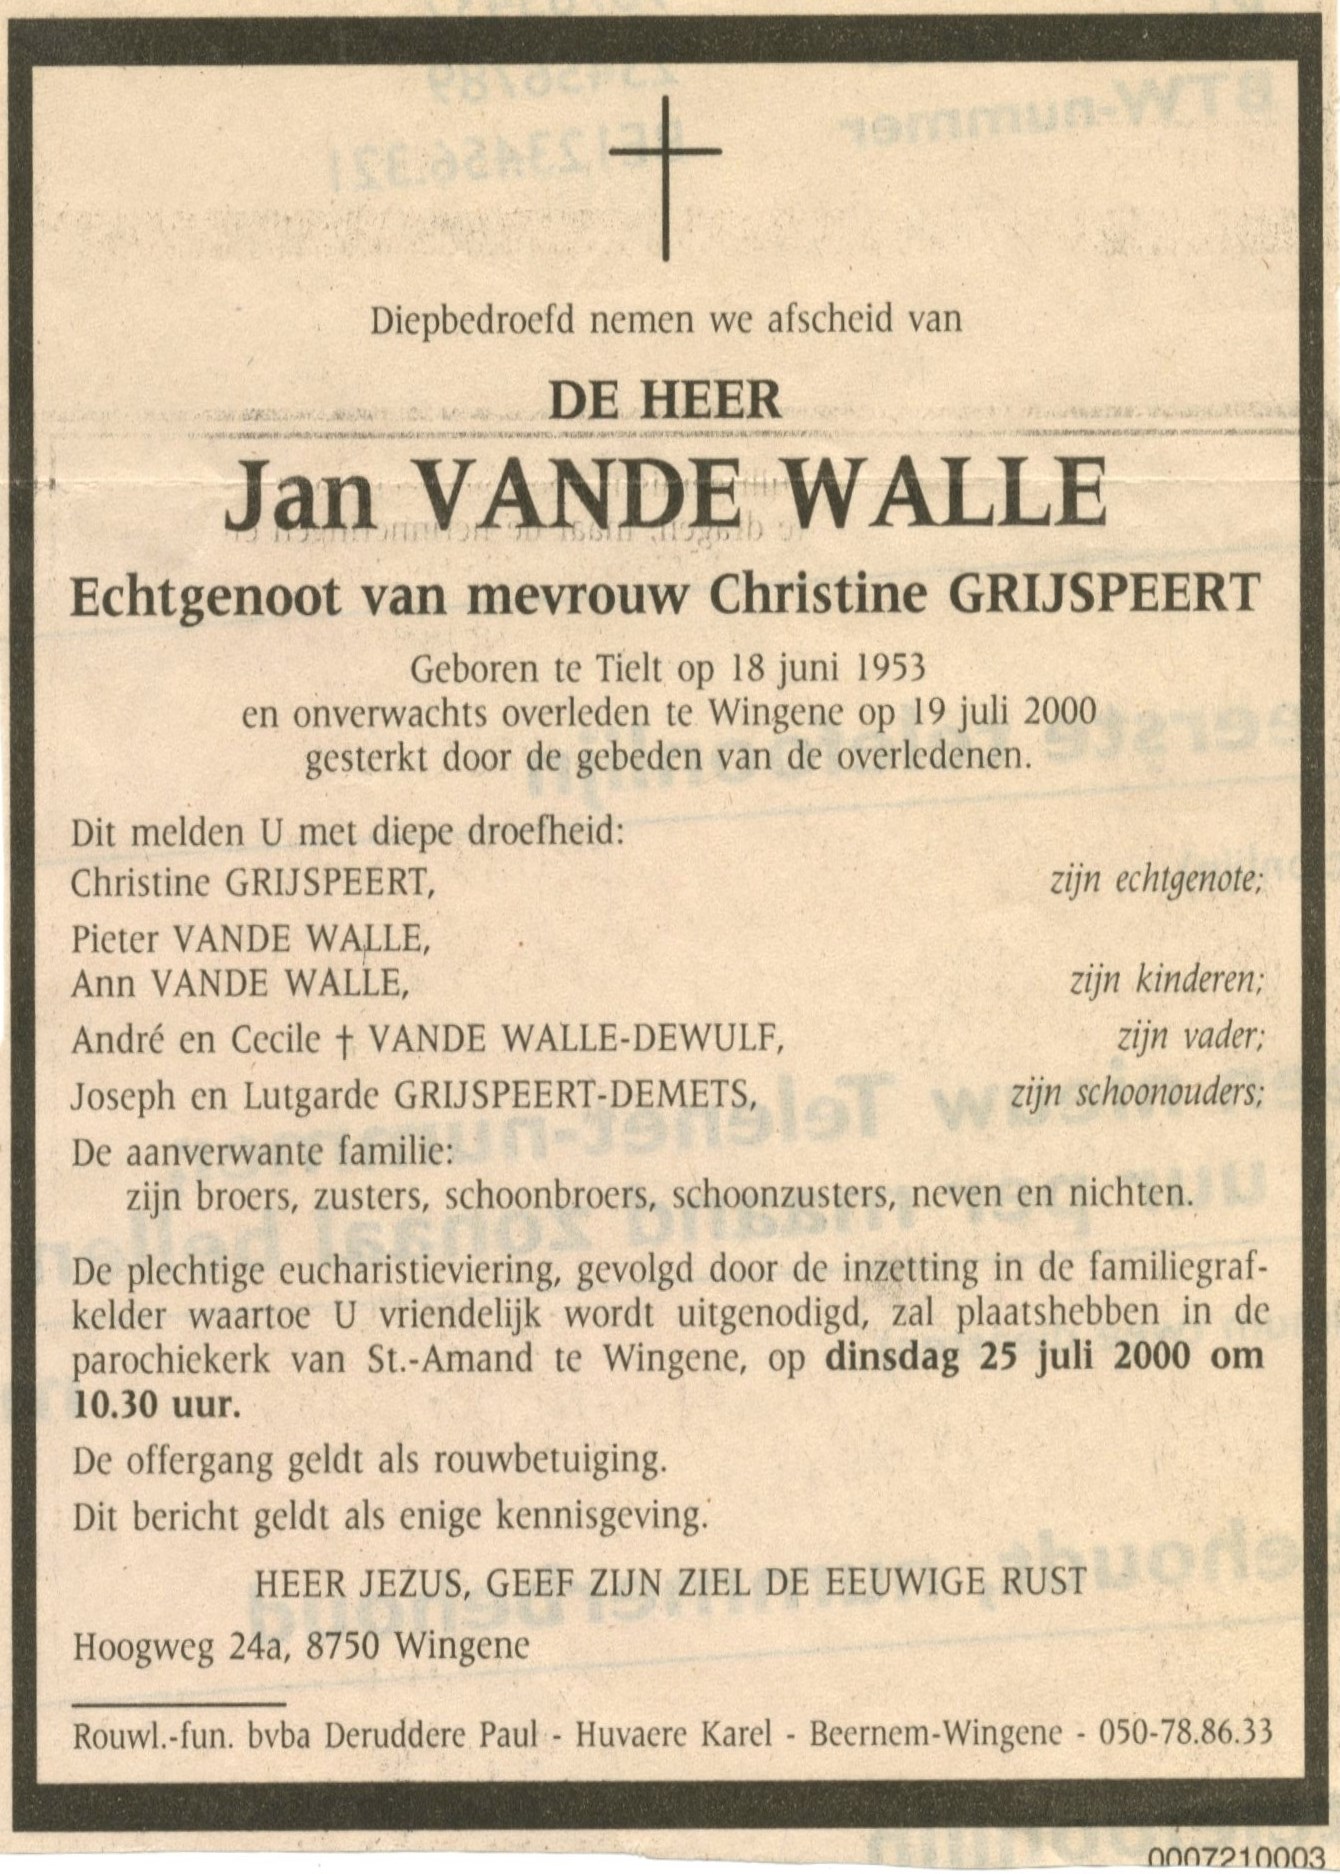 Diepbedroefd nemen we afscheid van
DE HEER
Jan VANDE WALLE
Echtgenoot van mevrouw Christine GRIJSPEERT
Geboren te Tielt op 18 juni 1953
en onverwachts overleden te Wingene op 19 juli 2000
gesterkt door de gebeden van de overledenen.
Dit melden U met diepe droefheid:
Christine GRIJSPEERT, zijn echtgenote;
Pieter VANDE WALLE,
Ann VANDE WALLE, zijn kinderen;
André en Cecile † VANDE WALLE-DEWULF, zijn vader;
Joseph en Lutgarde GRIJSPEERT-DEMETS, zijn schoonouders;
De aanverwante familie:
zijn broers, zusters, schoonbroers, schoonzusters, neven en nichten.
De plechtige eucharistieviering, gevolgd door de inzetting in de familiegraf-
kelder waartoe U vriendelijk wordt uitgenodigd, zal plaatshebben in de
parochiekerk van St.-Amand te Wingene, op dinsdag 25 juli 2000 om
10.30 uur.
De offergang geldt als rouwbetuiging.
Dit bericht geldt als enige kennisgeving.
HEER JEZUS, GEEF ZIJN ZIEL DE EEUWIGE RUST
Hoogweg 24a, 8750 Wingene
Rouwl.-fun. bvba Deruddere Paul - Huvaere Karel - Beernem-Wingene - 050-78.86.33
0007210003